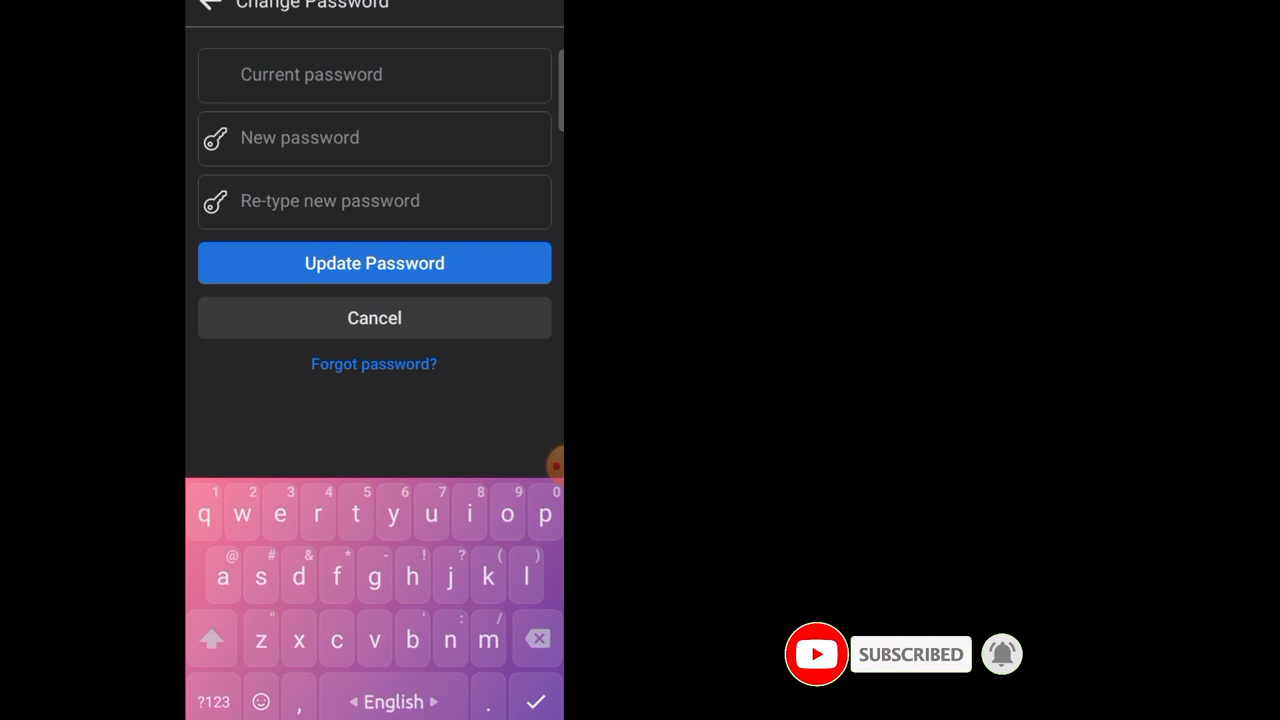 Change Password
Current password
New password
Re-type new password
Update Password
Cancel
Forgot password?
1 2 3 4 5 6 7 8 9 0
q w e r t y u i o p
@ # & * - ! ? ( )
a s d f g h j k l
" ' : /
z x c v b n m
?123 , English .
SUBSCRIBED